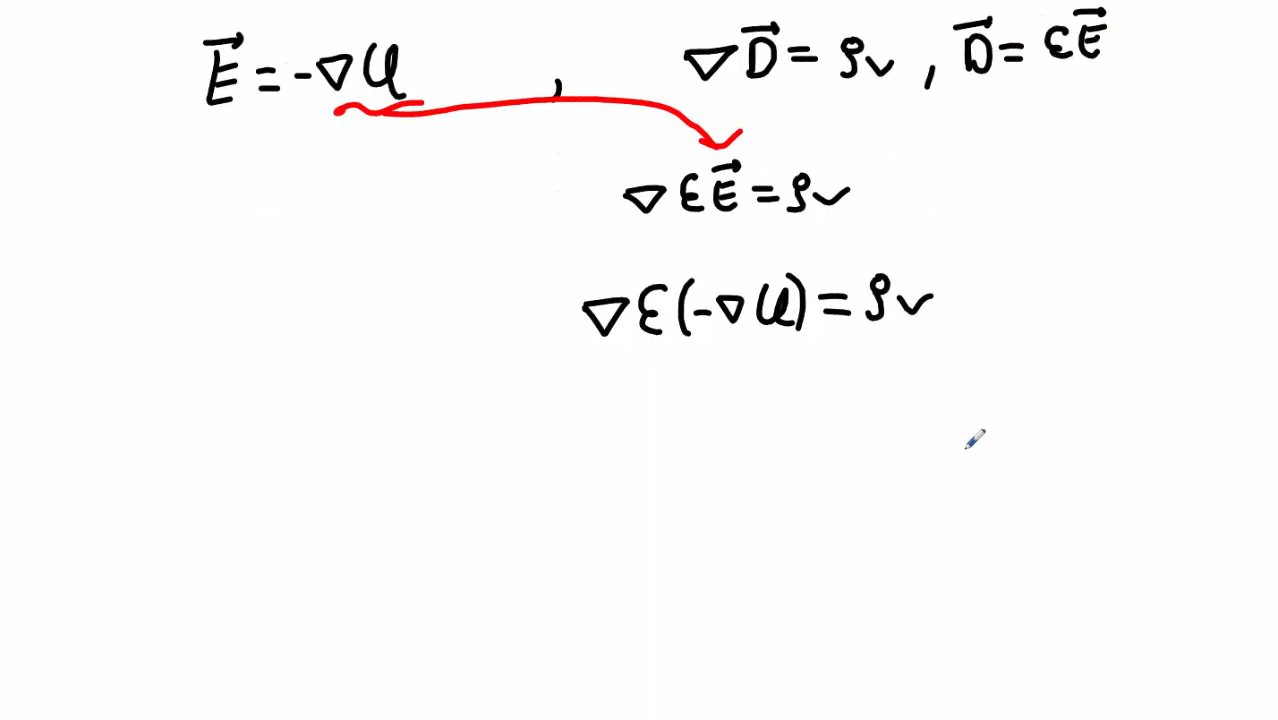 E⃗ = -∇U , ∇D⃗ = ρv , D⃗ = εE⃗
∇εE⃗ = ρv
∇ε(-∇U) = ρv